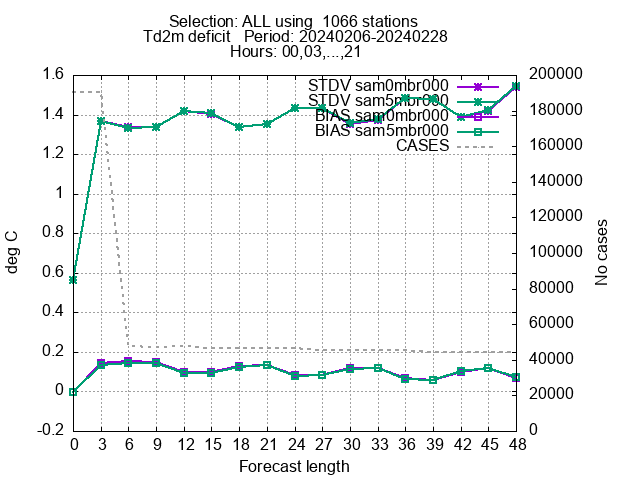 Selection: ALL using  1066 stations
Td2m deficit   Period: 20240206-20240228
Hours: 00,03,...,21
STDV sam0mbr000
STDV sam5mbr000
BIAS sam0mbr000
BIAS sam5mbr000
CASES
1.6
1.4
1.2
1
0.8
0.6
0.4
0.2
0
-0.2
deg C
200000
180000
160000
140000
120000
100000
80000
60000
40000
20000
0
No cases
0 3 6 9 12 15 18 21 24 27 30 33 36 39 42 45 48
Forecast length